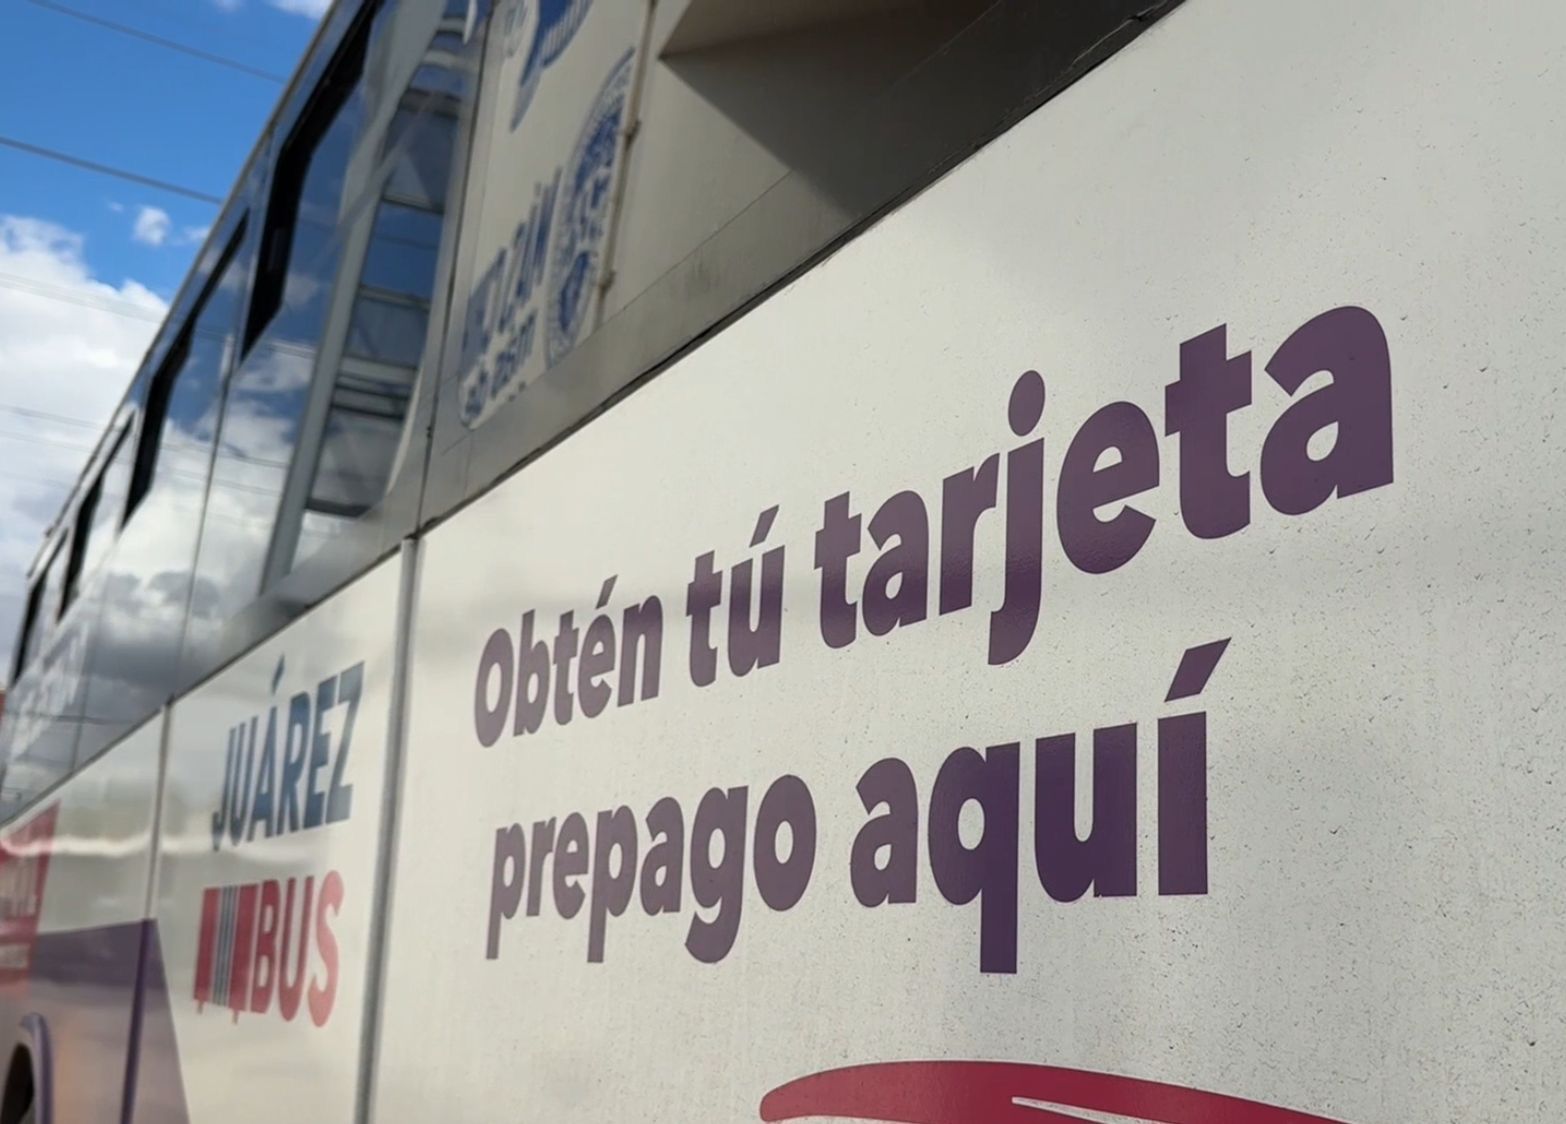 Obtén tú tarjeta
prepago aquí
JUÁREZ
BUS